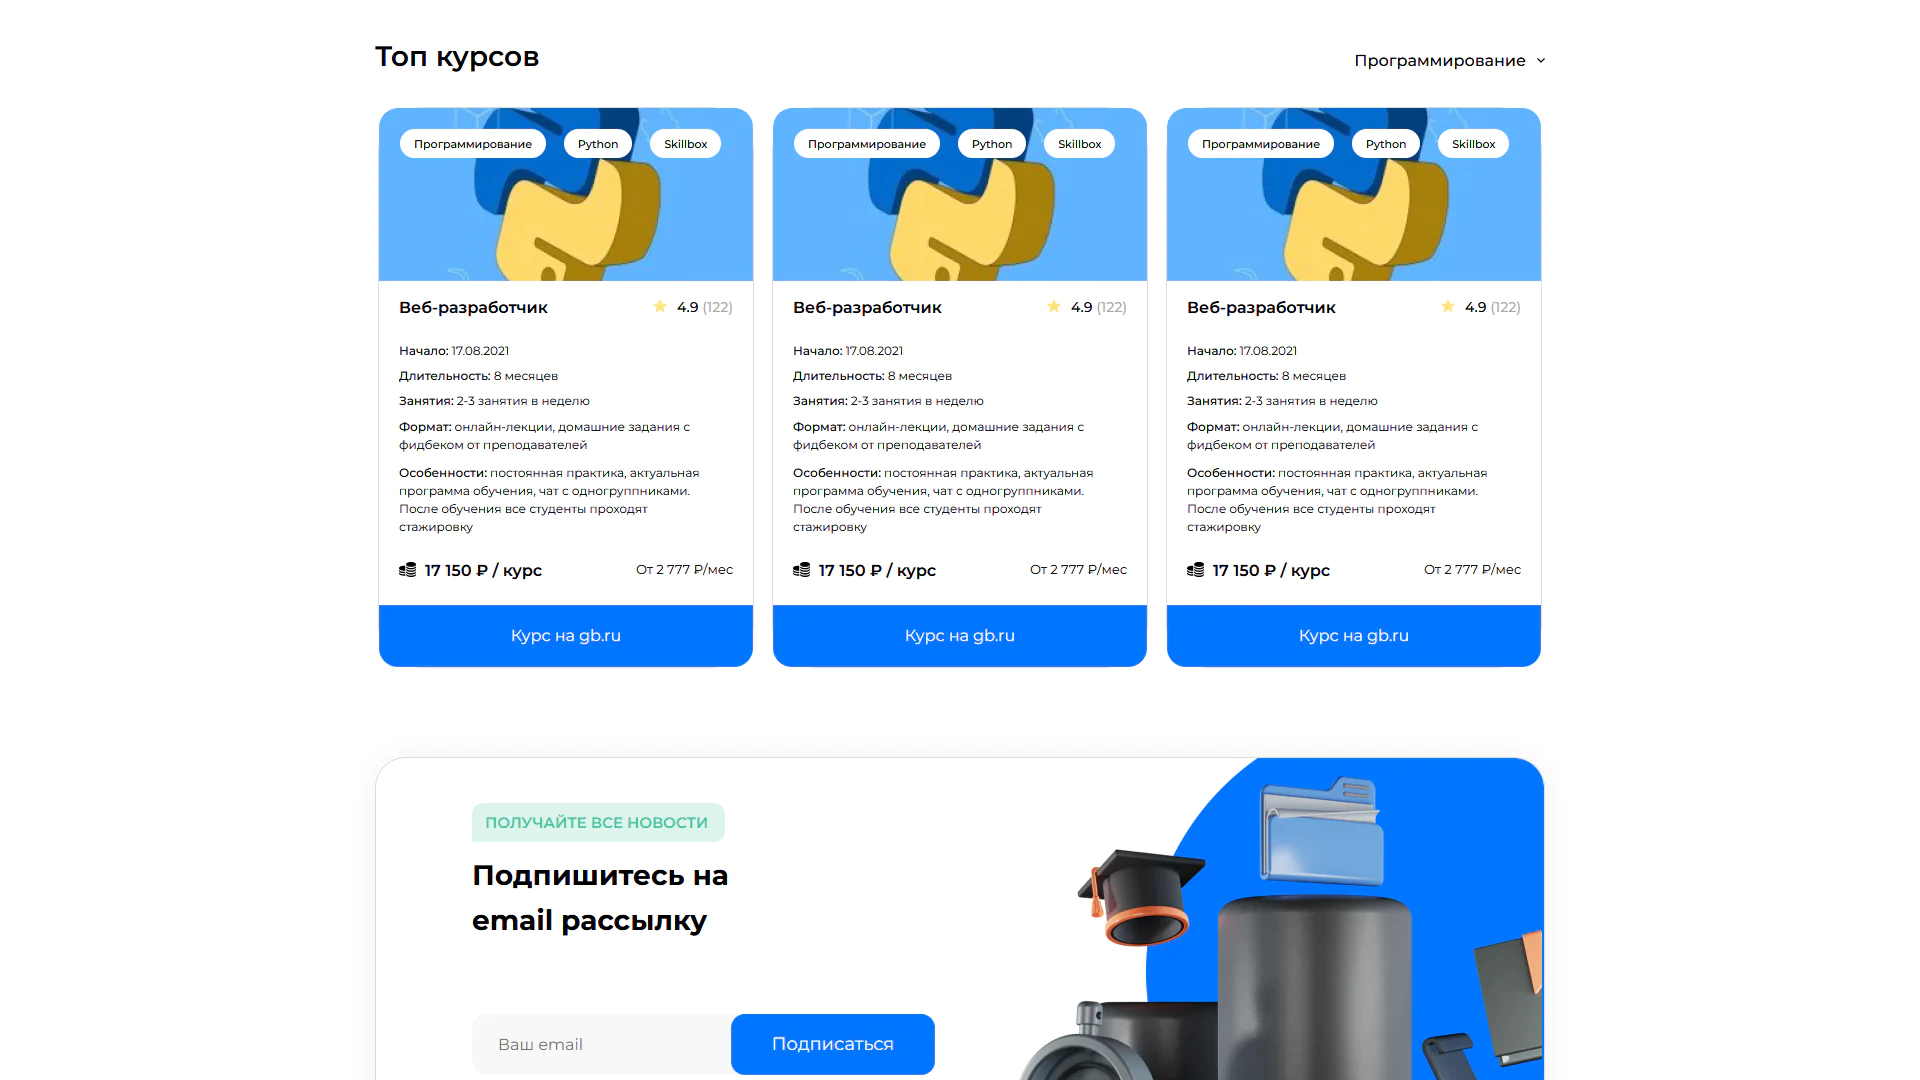 Топ курсов
Программирование
Программирование Python Skillbox
Веб-разработчик 4.9 (122)
Начало: 17.08.2021
Длительность: 8 месяцев
Занятия: 2-3 занятия в неделю
Формат: онлайн-лекции, домашние задания с
фидбеком от преподавателей
Особенности: постоянная практика, актуальная
программа обучения, чат с одногруппниками.
После обучения все студенты проходят
стажировку
17 150 ₽ / курс От 2 777 ₽/мес
Курс на gb.ru
Программирование Python Skillbox
Веб-разработчик 4.9 (122)
Начало: 17.08.2021
Длительность: 8 месяцев
Занятия: 2-3 занятия в неделю
Формат: онлайн-лекции, домашние задания с
фидбеком от преподавателей
Особенности: постоянная практика, актуальная
программа обучения, чат с одногруппниками.
После обучения все студенты проходят
стажировку
17 150 ₽ / курс От 2 777 ₽/мес
Курс на gb.ru
Программирование Python Skillbox
Веб-разработчик 4.9 (122)
Начало: 17.08.2021
Длительность: 8 месяцев
Занятия: 2-3 занятия в неделю
Формат: онлайн-лекции, домашние задания с
фидбеком от преподавателей
Особенности: постоянная практика, актуальная
программа обучения, чат с одногруппниками.
После обучения все студенты проходят
стажировку
17 150 ₽ / курс От 2 777 ₽/мес
Курс на gb.ru
ПОЛУЧАЙТЕ ВСЕ НОВОСТИ
Подпишитесь на
email рассылку
Ваш email
Подписаться